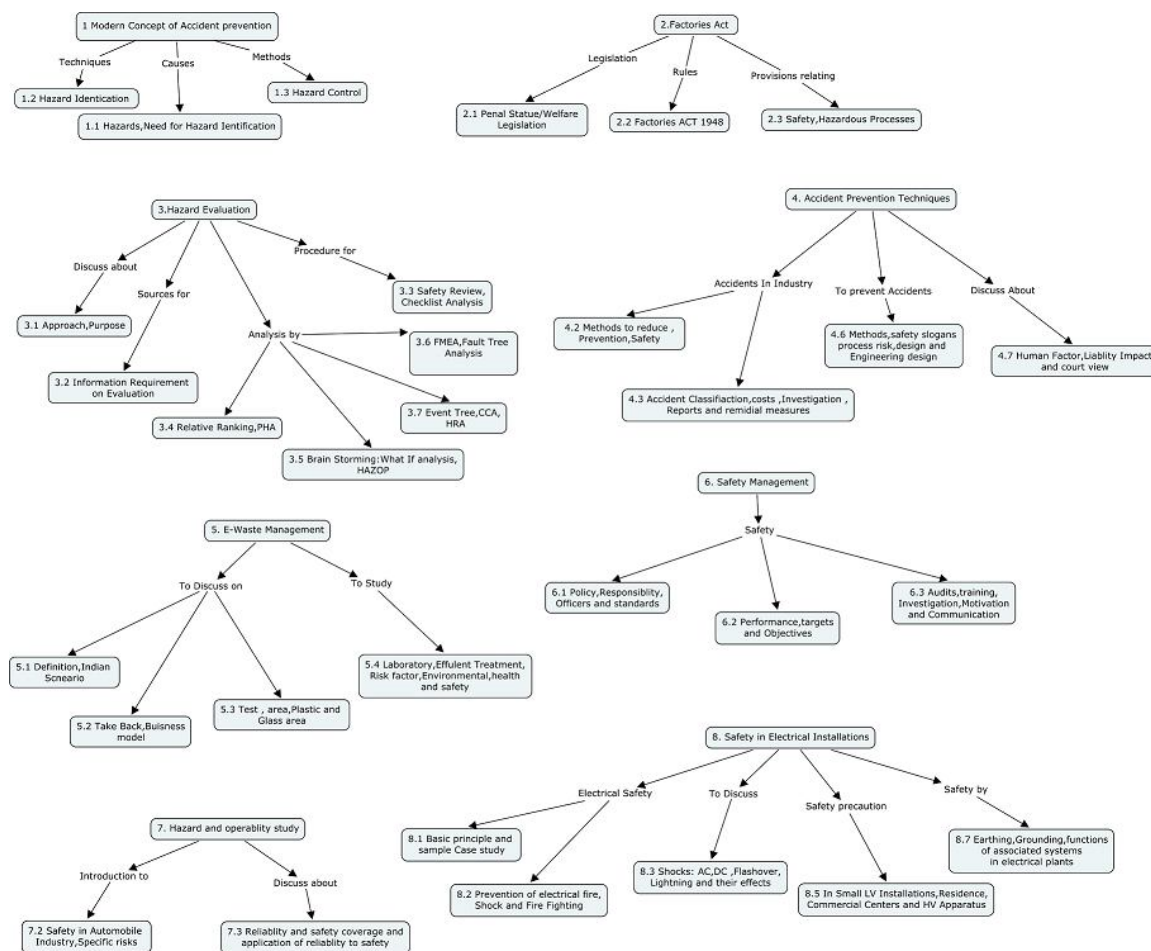 1 Modern Concept of Accident prevention
Techniques
Causes
Methods
1.2 Hazard Identication
1.3 Hazard Control
1.1 Hazards,Need for Hazard Ientification
2.Factories Act
Legislation
Rules
Provisions relating
2.1 Penal Statue/Welfare
Legislation
2.2 Factories ACT 1948
2.3 Safety,Hazardous Processes
3.Hazard Evaluation
Procedure for
Discuss about
Sources for
3.3 Safety Review,
Checklist Analysis
3.1 Approach,Purpose
Analysis by
3.6 FMEA,Fault Tree
Analysis
3.2 Information Requirement
on Evaluation
3.7 Event Tree,CCA,
HRA
3.4 Relative Ranking,PHA
3.5 Brain Storming:What If analysis,
HAZOP
4. Accident Prevention Techniques
Accidents In Industry
To prevent Accidents
Discuss About
4.2 Methods to reduce ,
Prevention,Safety
4.6 Methods,safety slogans
process risk,design and
Engineering design
4.7 Human Factor,Liablity Impact
and court view
4.3 Accident Classifiaction,costs ,Investigation ,
Reports and remidial measures
5. E-Waste Management
To Discuss on
To Study
5.1 Definition,Indian
Scneario
5.4 Laboratory,Effulent Treatment,
Risk factor,Environmental,health
and safety
5.2 Take Back,Buisness
model
5.3 Test , area,Plastic and
Glass area
6. Safety Management
Safety
6.1 Policy,Responsiblity,
Officers and standards
6.2 Performance,targets
and Objectives
6.3 Audits,training,
Investigation,Motivation
and Communication
7. Hazard and operablity study
Introduction to
Discuss about
7.2 Safety in Automobile
Industry,Specific risks
7.3 Reliablity and safety coverage and
application of reliablity to safety
8. Safety in Electrical Installations
Electrical Safety
To Discuss
Safety precaution
Safety by
8.1 Basic principle and
sample Case study
8.2 Prevention of electrical fire,
Shock and Fire Fighting
8.3 Shocks: AC,DC ,Flashover,
Lightning and their effects
8.5 In Small LV Installations,Residence,
Commercial Centers and HV Apparatus
8.7 Earthing,Grounding,functions
of associated systems
in electrical plants